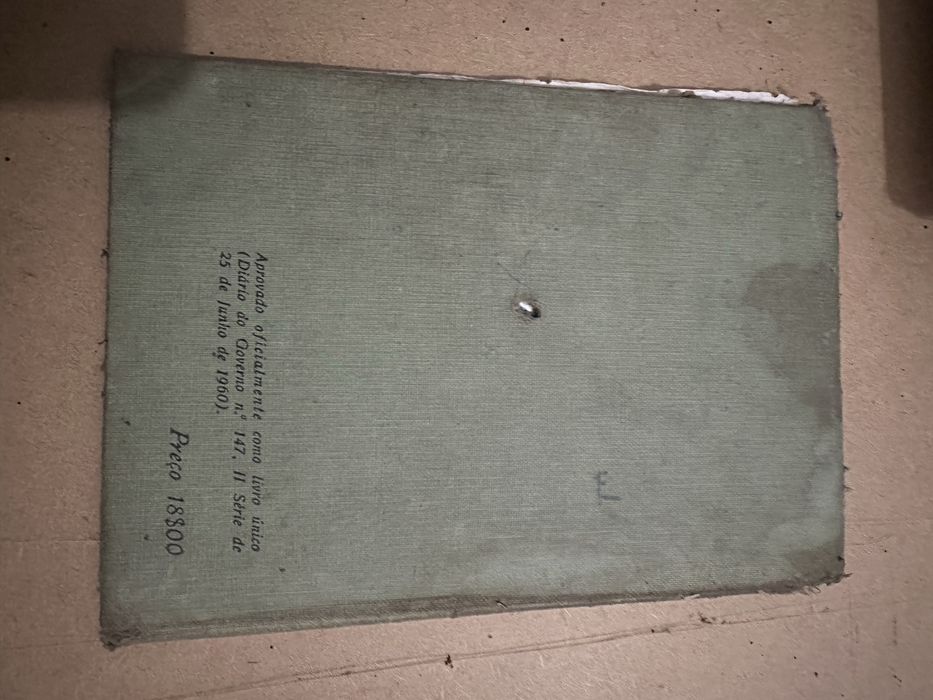 Aprovado oficialmente como livro único
(Diário do Governo n.º 147, II Série de
25 de Junho de 1960).
Preço 18$00